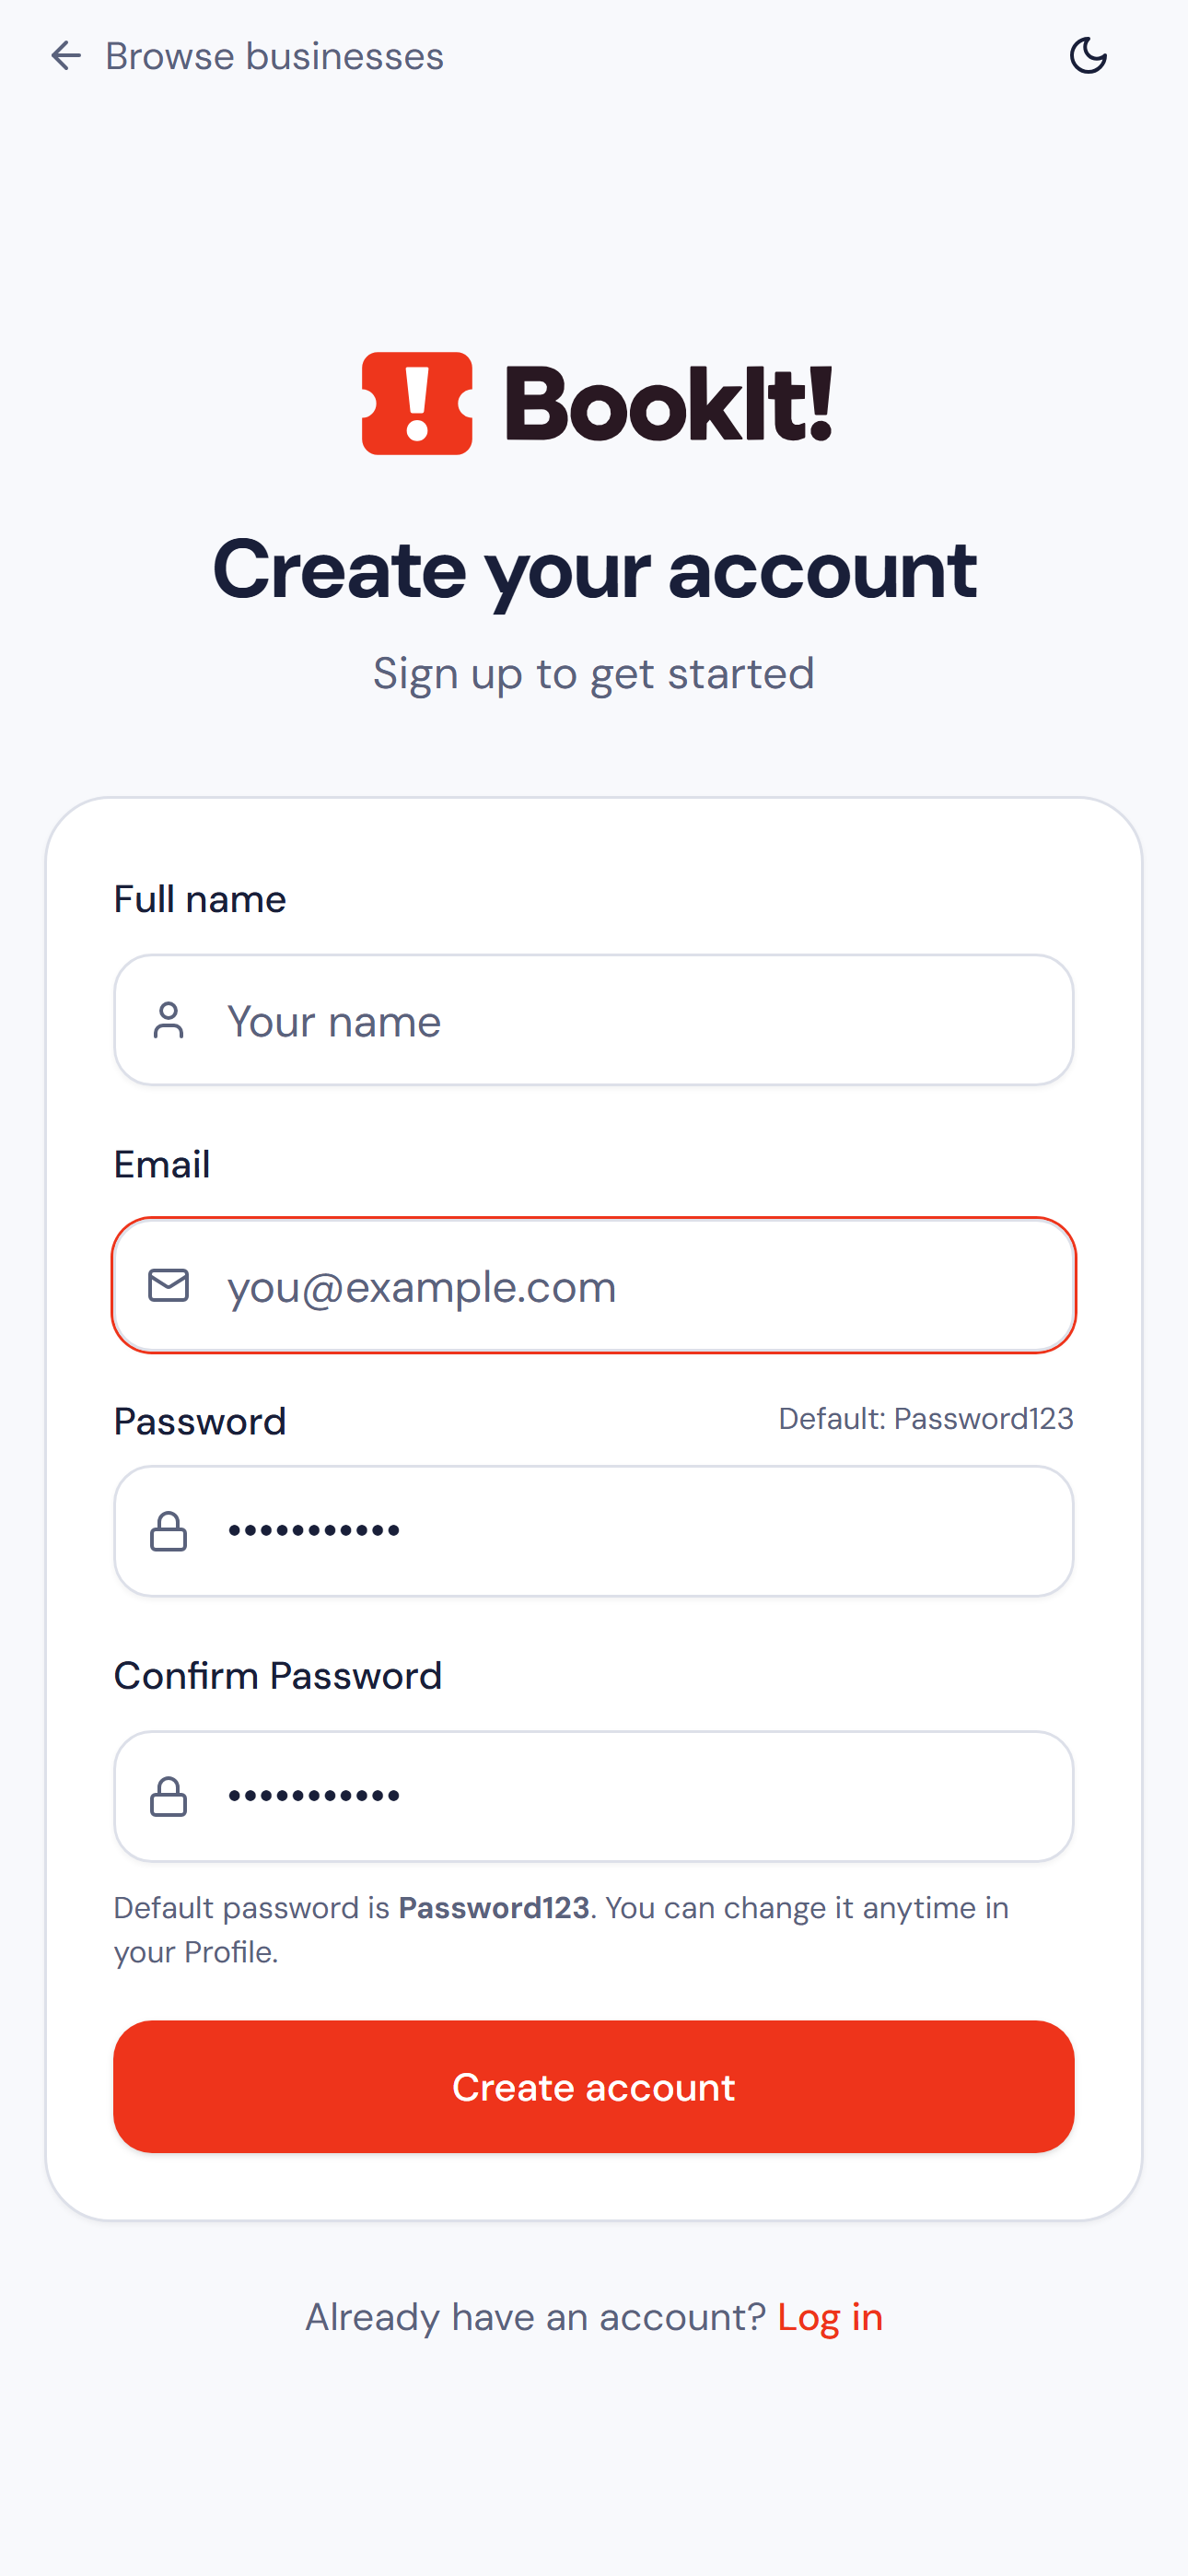 Browse businesses
BookIt!
Create your account
Sign up to get started
Full name
Your name
Email
you@example.com
Password
Default: Password123
•••••••••••
Confirm Password
•••••••••••
Default password is Password123. You can change it anytime in
your Profile.
Create account
Already have an account? Log in